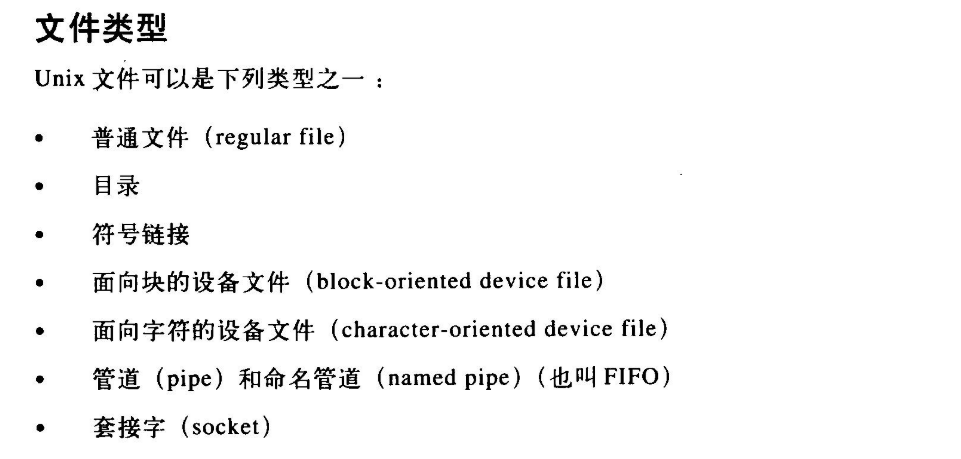 文件类型
Unix 文件可以是下列类型之一：
• 普通文件（regular file）
• 目录
• 符号链接
• 面向块的设备文件（block-oriented device file）
• 面向字符的设备文件（character-oriented device file）
• 管道（pipe）和命名管道（named pipe）（也叫 FIFO）
• 套接字（socket）